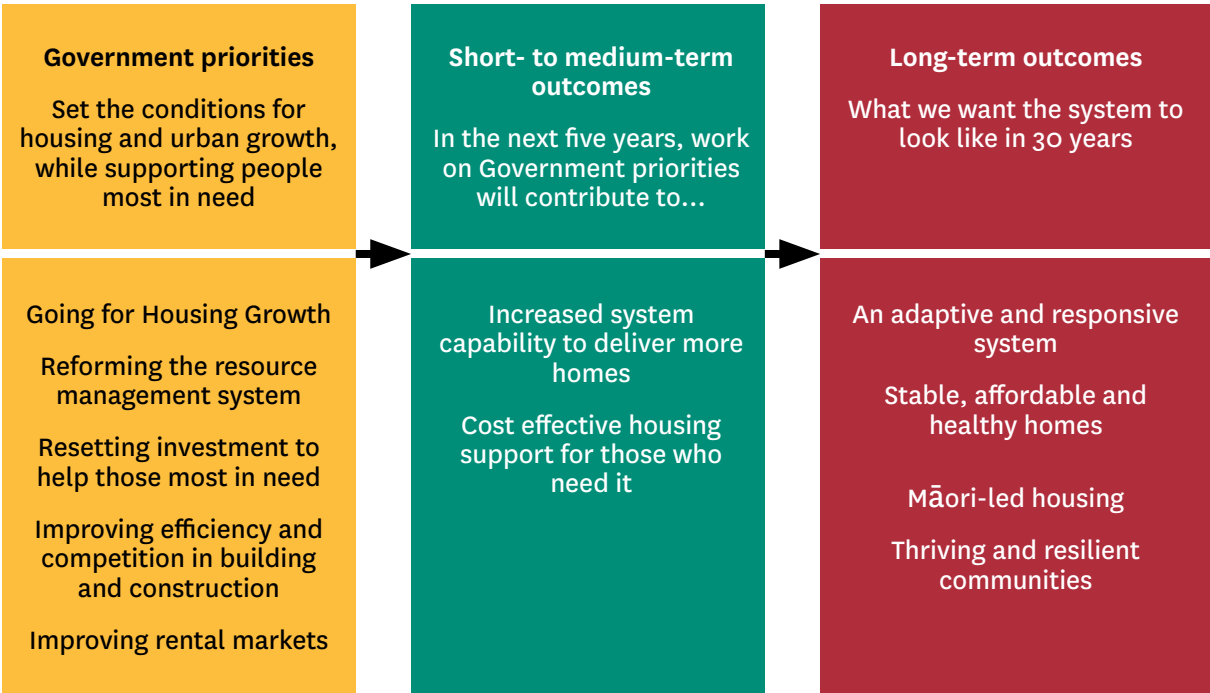 Government priorities
Set the conditions for
housing and urban growth,
while supporting people
most in need
Going for Housing Growth
Reforming the resource
management system
Resetting investment to
help those most in need
Improving efficiency and
competition in building
and construction
Improving rental markets
Short- to medium-term
outcomes
In the next five years, work
on Government priorities
will contribute to…
Increased system
capability to deliver more
homes
Cost effective housing
support for those who
need it
Long-term outcomes
What we want the system to
look like in 30 years
An adaptive and responsive
system
Stable, affordable and
healthy homes
Māori-led housing
Thriving and resilient
communities